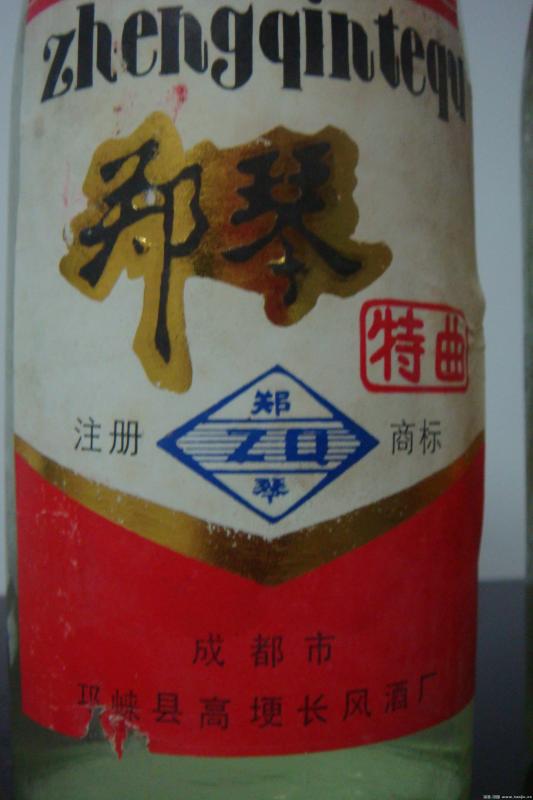 zhengqintequ
郑琴
特曲
郑
注册 ZQ 商标
琴
成都市
邛崃县高埂长风酒厂